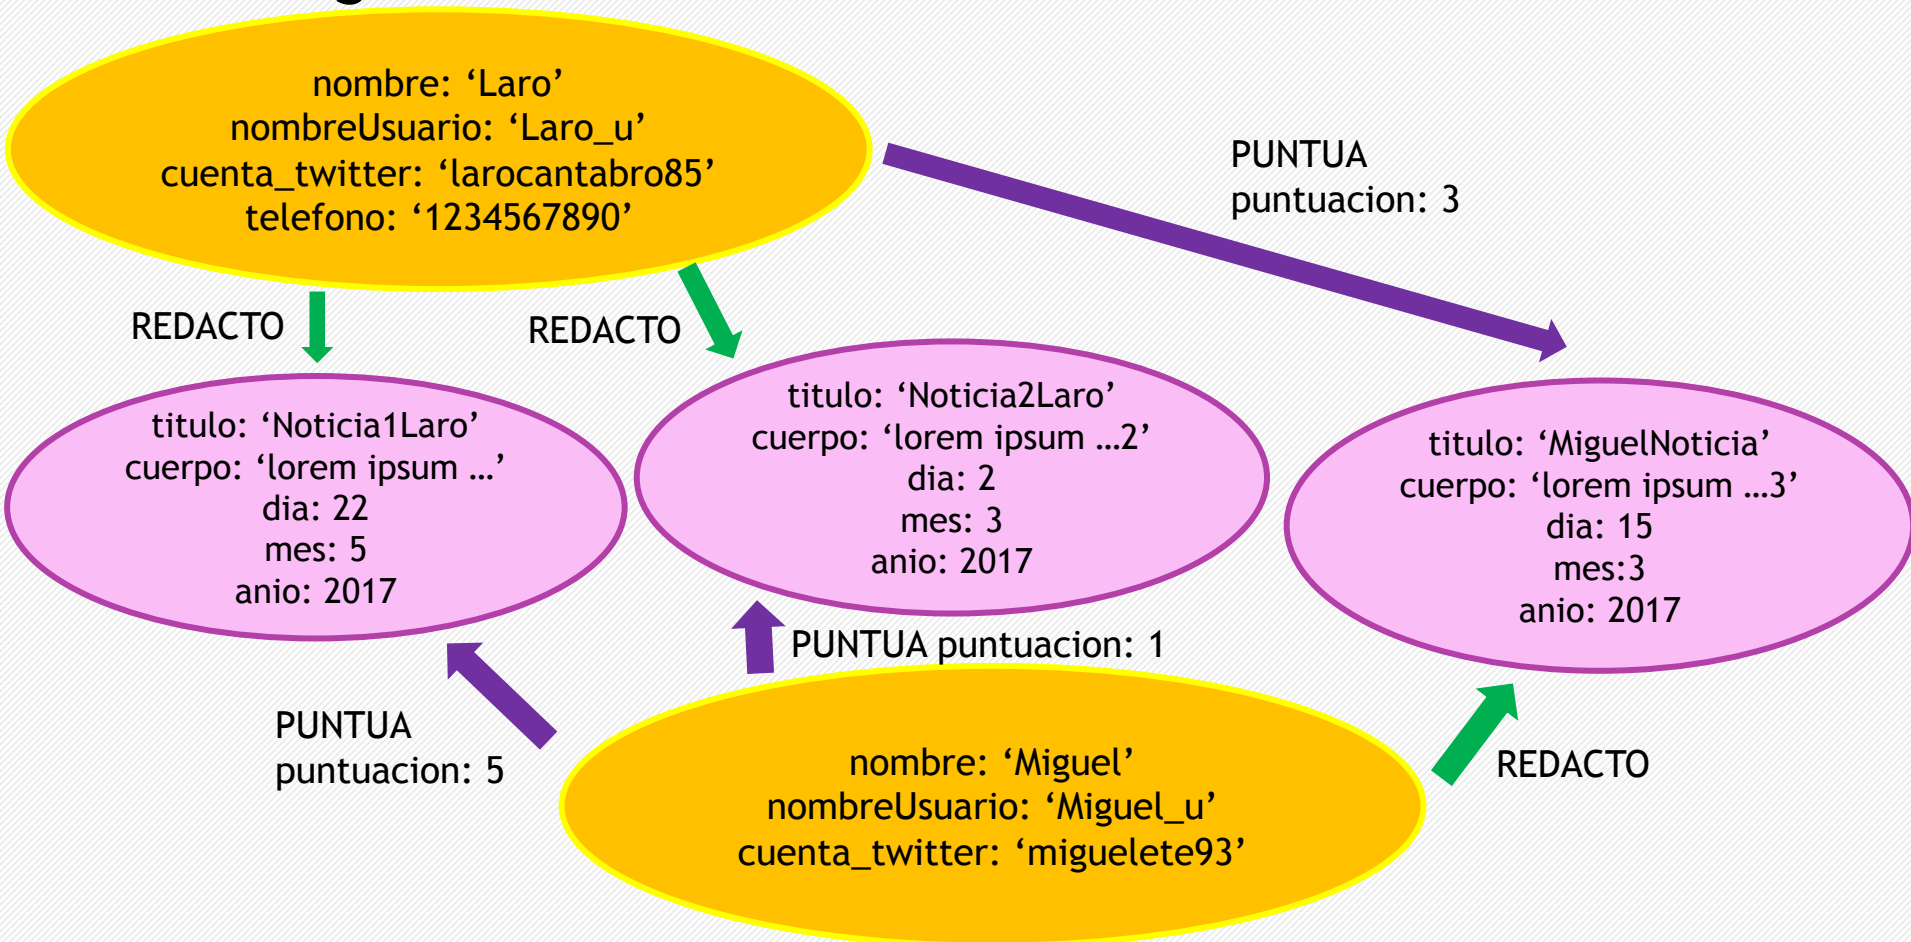 nombre: ‘Laro’
nombreUsuario: ‘Laro_u’
cuenta_twitter: ‘larocantabro85’
telefono: ‘1234567890’
PUNTUA
puntuacion: 3
REDACTO
REDACTO
titulo: ‘Noticia1Laro’
cuerpo: ‘lorem ipsum …’
dia: 22
mes: 5
anio: 2017
titulo: ‘Noticia2Laro’
cuerpo: ‘lorem ipsum …2’
dia: 2
mes: 3
anio: 2017
titulo: ‘MiguelNoticia’
cuerpo: ‘lorem ipsum …3’
dia: 15
mes:3
anio: 2017
PUNTUA puntuacion: 1
PUNTUA
puntuacion: 5
nombre: ‘Miguel’
nombreUsuario: ‘Miguel_u’
cuenta_twitter: ‘miguelete93’
REDACTO